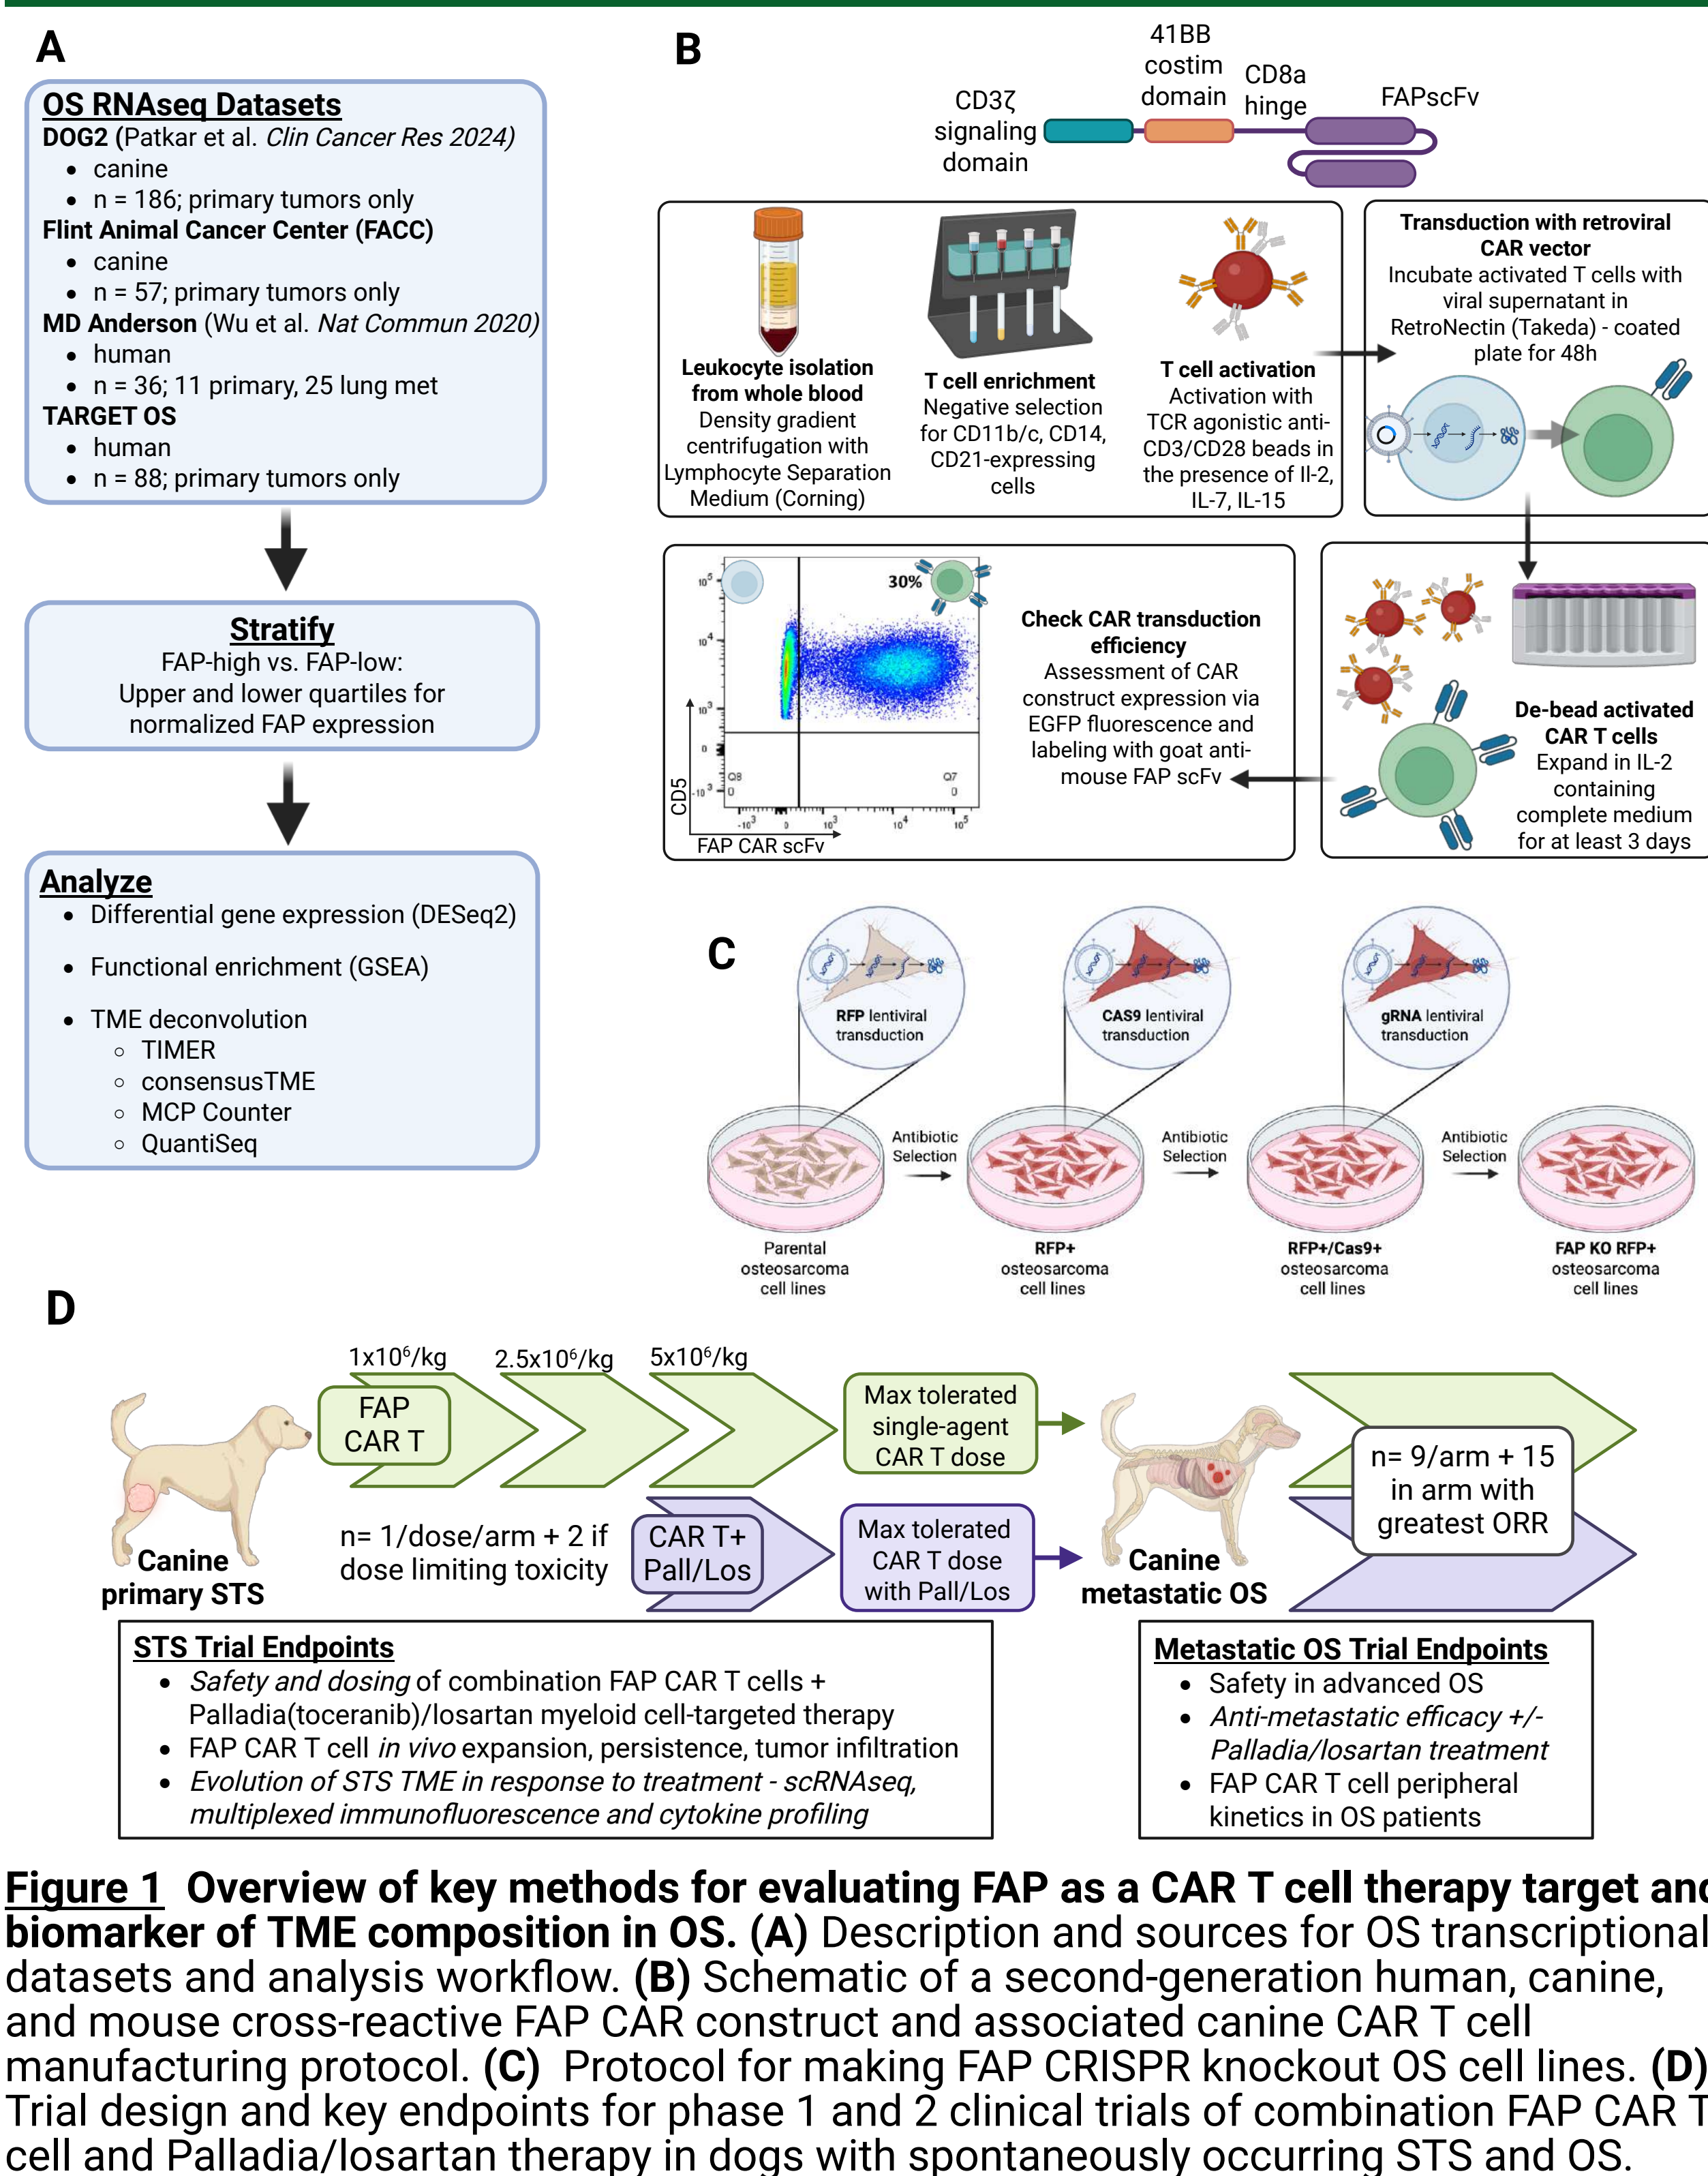 A
OS RNAseq Datasets
DOG2 (Patkar et al. Clin Cancer Res 2024)
• canine
• n = 186; primary tumors only
Flint Animal Cancer Center (FACC)
• canine
• n = 57; primary tumors only
MD Anderson (Wu et al. Nat Commun 2020)
• human
• n = 36; 11 primary, 25 lung met
TARGET OS
• human
• n = 88; primary tumors only
Stratify
FAP-high vs. FAP-low:
Upper and lower quartiles for
normalized FAP expression
Analyze
• Differential gene expression (DESeq2)
• Functional enrichment (GSEA)
• TME deconvolution
○ TIMER
○ consensusTME
○ MCP Counter
○ QuantiSeq
B
CD3ζ
signaling
domain
41BB
costim
domain
CD8a
hinge
FAPscFv
Leukocyte isolation
from whole blood
Density gradient
centrifugation with
Lymphocyte Separation
Medium (Corning)
T cell enrichment
Negative selection
for CD11b/c, CD14,
CD21-expressing
cells
T cell activation
Activation with
TCR agonistic anti-
CD3/CD28 beads in
the presence of Il-2,
IL-7, IL-15
Transduction with retroviral
CAR vector
Incubate activated T cells with
viral supernatant in
RetroNectin (Takeda) - coated
plate for 48h
De-bead activated
CAR T cells
Expand in IL-2
containing
complete medium
for at least 3 days
Check CAR transduction
efficiency
Assessment of CAR
construct expression via
EGFP fluorescence and
labeling with goat anti-
mouse FAP scFv
30%
10⁵
10⁴
10³
0
-10³
Q8
0
Q7
0
-10³ 0 10³ 10⁴ 10⁵
CD5
FAP CAR scFv
C
RFP lentiviral
transduction
CAS9 lentiviral
transduction
gRNA lentiviral
transduction
Antibiotic
Selection
Antibiotic
Selection
Antibiotic
Selection
Parental
osteosarcoma
cell lines
RFP+
osteosarcoma
cell lines
RFP+/Cas9+
osteosarcoma
cell lines
FAP KO RFP+
osteosarcoma
cell lines
D
1x10⁶/kg
2.5x10⁶/kg
5x10⁶/kg
FAP
CAR T
Max tolerated
single-agent
CAR T dose
n= 1/dose/arm + 2 if
dose limiting toxicity
CAR T+
Pall/Los
Max tolerated
CAR T dose
with Pall/Los
Canine
primary STS
Canine
metastatic OS
n= 9/arm + 15
in arm with
greatest ORR
STS Trial Endpoints
• Safety and dosing of combination FAP CAR T cells +
Palladia(toceranib)/losartan myeloid cell-targeted therapy
• FAP CAR T cell in vivo expansion, persistence, tumor infiltration
• Evolution of STS TME in response to treatment - scRNAseq,
multiplexed immunofluorescence and cytokine profiling
Metastatic OS Trial Endpoints
• Safety in advanced OS
• Anti-metastatic efficacy +/-
Palladia/losartan treatment
• FAP CAR T cell peripheral
kinetics in OS patients
Figure 1 Overview of key methods for evaluating FAP as a CAR T cell therapy target and
biomarker of TME composition in OS. (A) Description and sources for OS transcriptional
datasets and analysis workflow. (B) Schematic of a second-generation human, canine,
and mouse cross-reactive FAP CAR construct and associated canine CAR T cell
manufacturing protocol. (C) Protocol for making FAP CRISPR knockout OS cell lines. (D)
Trial design and key endpoints for phase 1 and 2 clinical trials of combination FAP CAR T
cell and Palladia/losartan therapy in dogs with spontaneously occurring STS and OS.